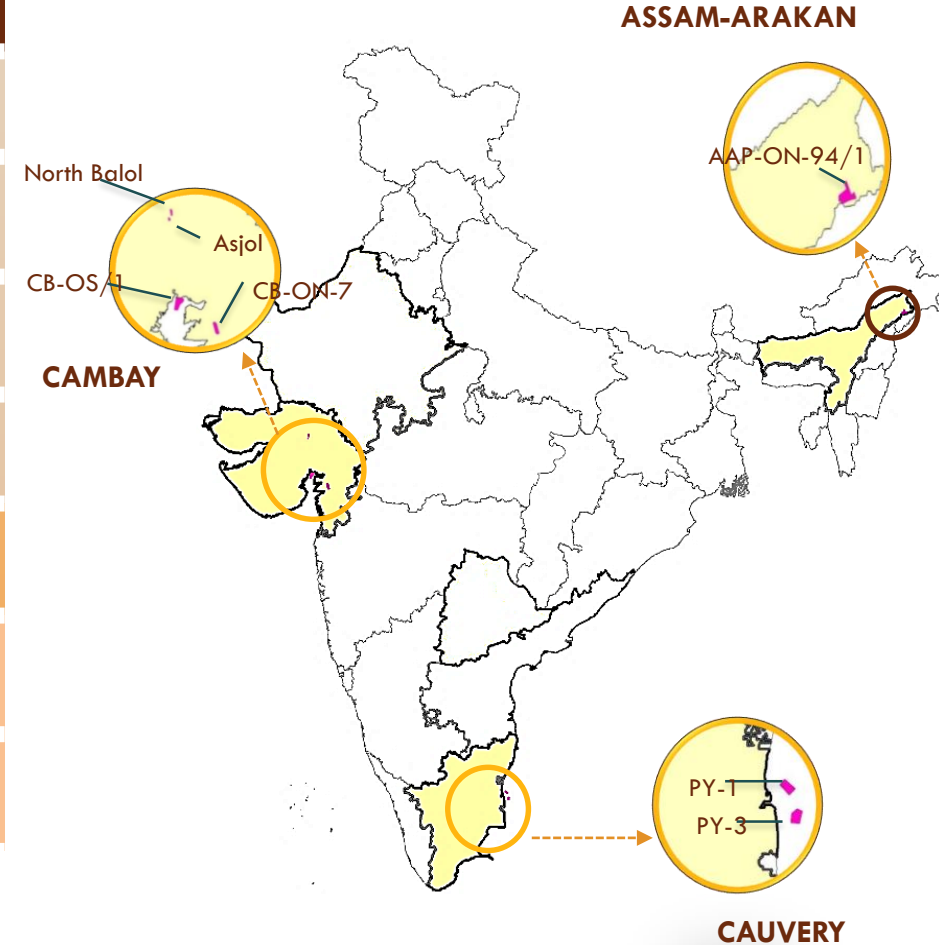 ASSAM-ARAKAN
AAP-ON-94/1
North Balol
Asjol
CB-OS/1
CB-ON-7
CAMBAY
PY-1
PY-3
CAUVERY